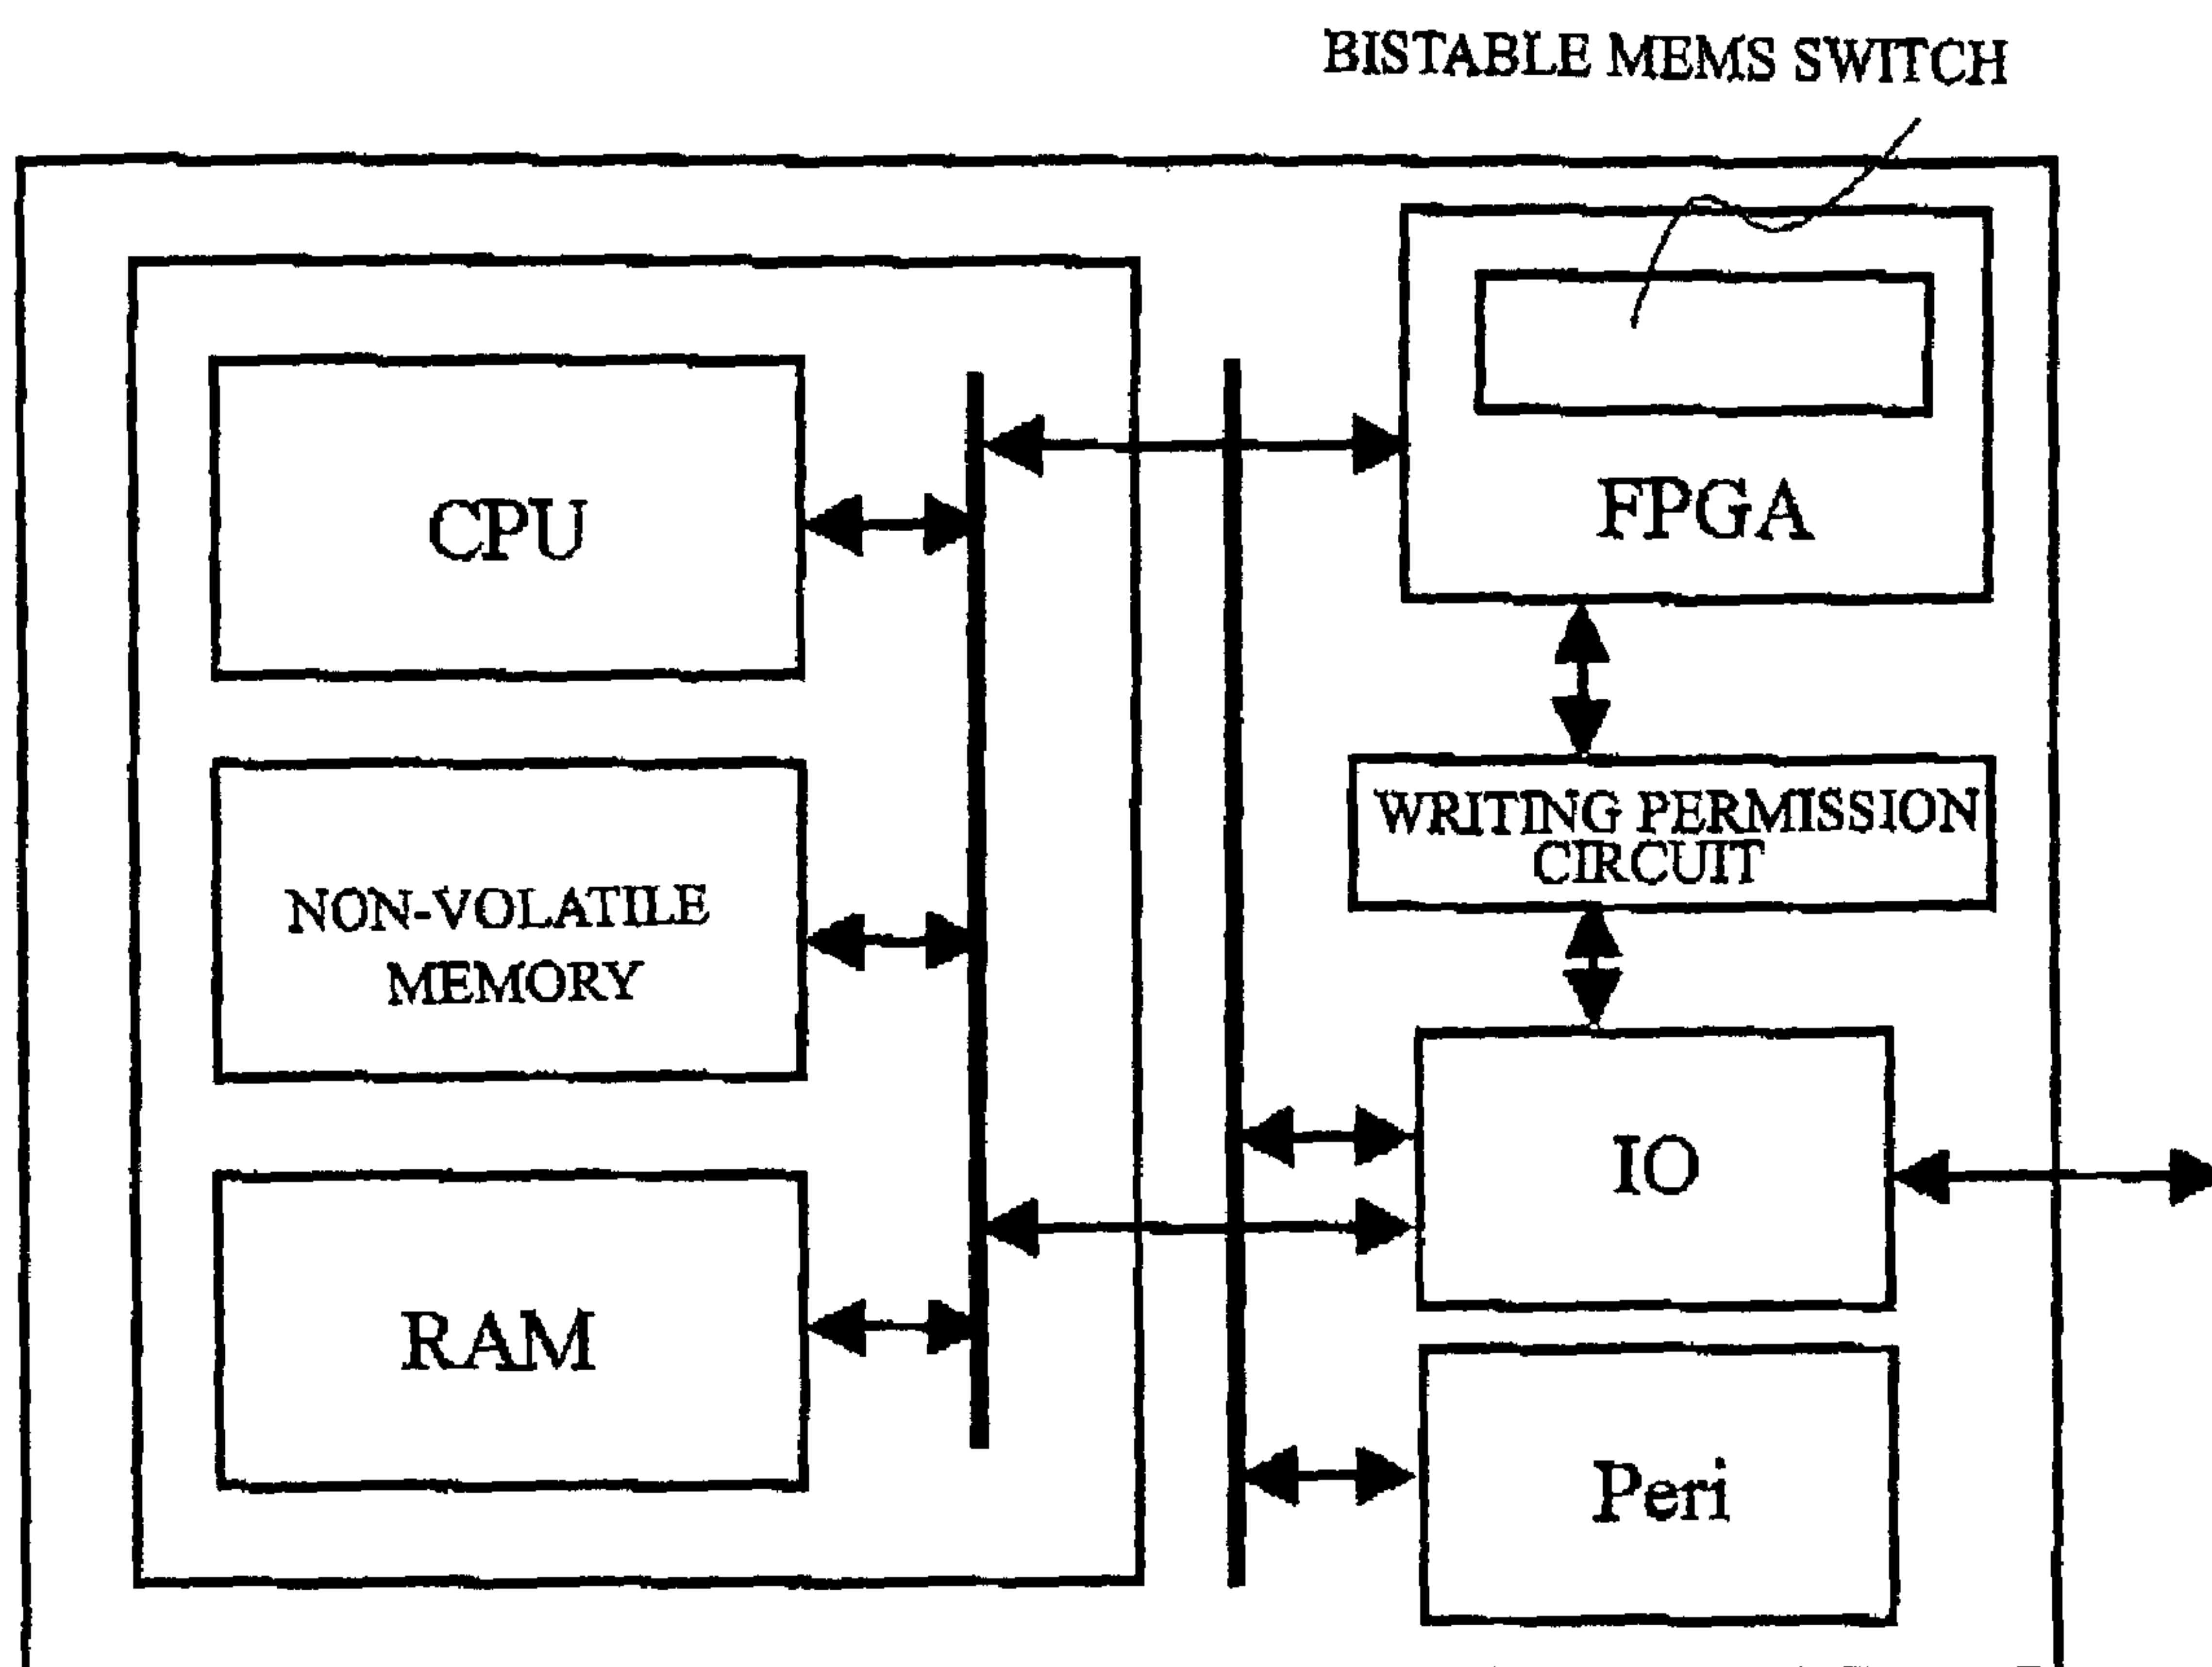 BISTABLE MEMS SWITCH
CPU
NON-VOLATILE
MEMORY
RAM
FPGA
WRITING PERMISSION
CIRCUIT
IO
Peri